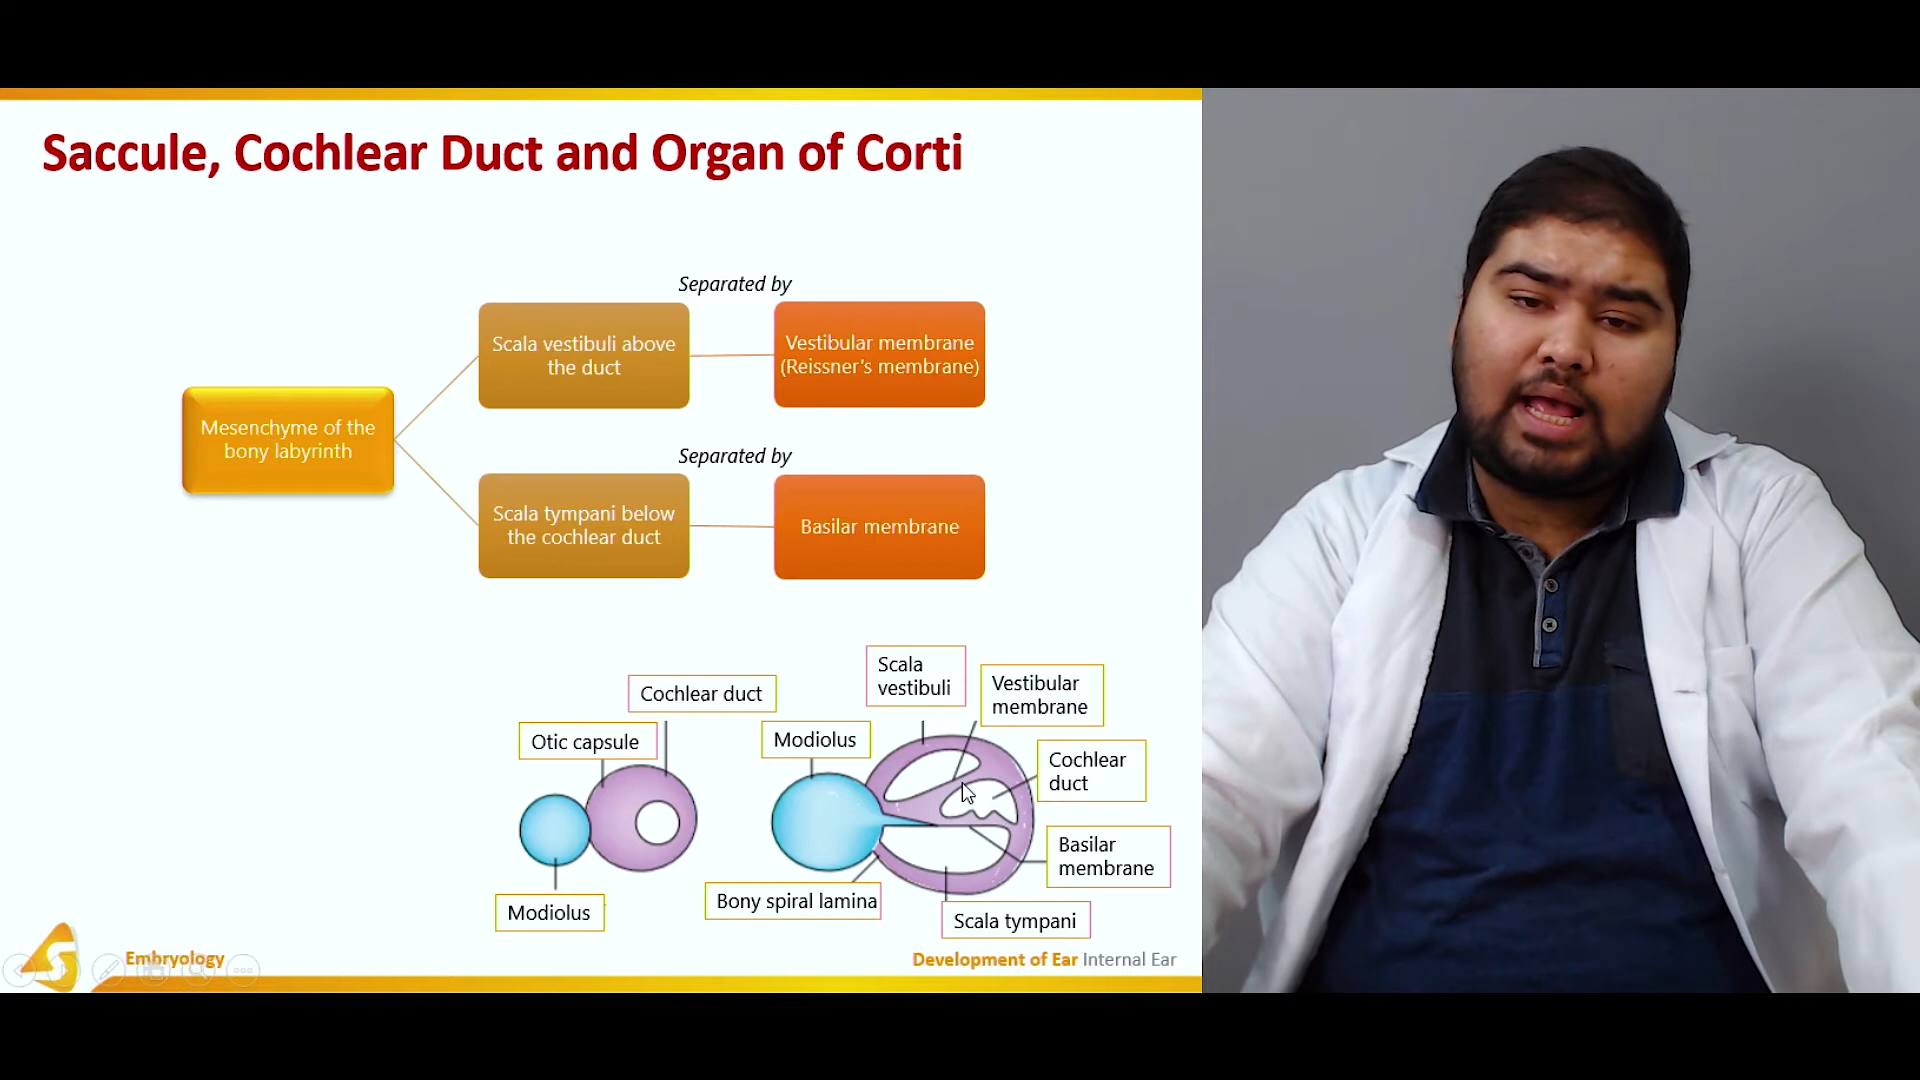 Saccule, Cochlear Duct and Organ of Corti
Separated by
Scala vestibuli above
the duct
Vestibular membrane
(Reissner's membrane)
Mesenchyme of the
bony labyrinth
Separated by
Scala tympani below
the cochlear duct
Basilar membrane
Scala
vestibuli
Vestibular
membrane
Cochlear duct
Otic capsule
Modiolus
Cochlear
duct
Basilar
membrane
Bony spiral lamina
Modiolus
Scala tympani
Embryology
Development of Ear Internal Ear